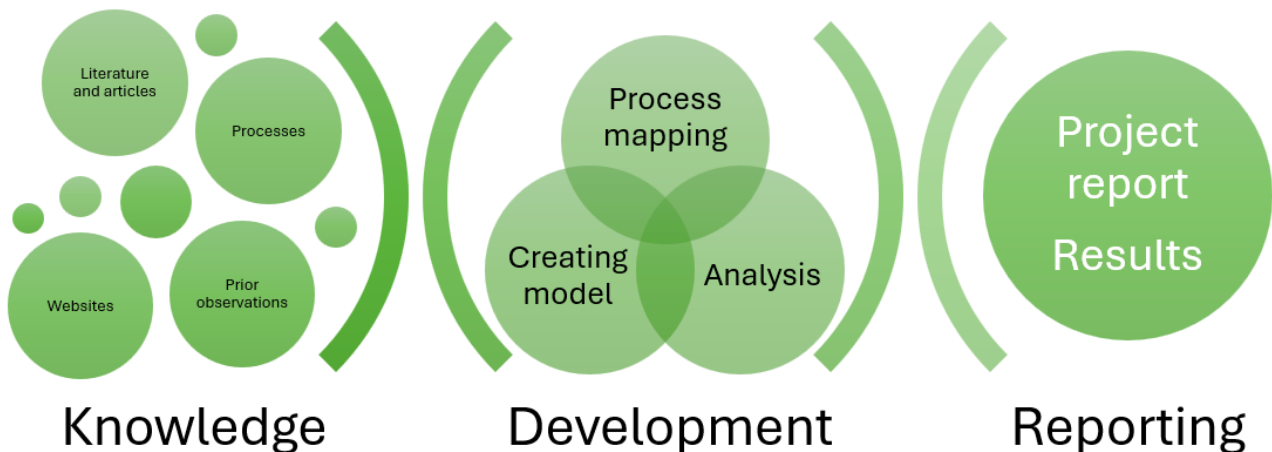 Literature
and articles
Processes
Websites
Prior
observations
Knowledge
Process
mapping
Creating
model
Analysis
Development
Project
report
Results
Reporting